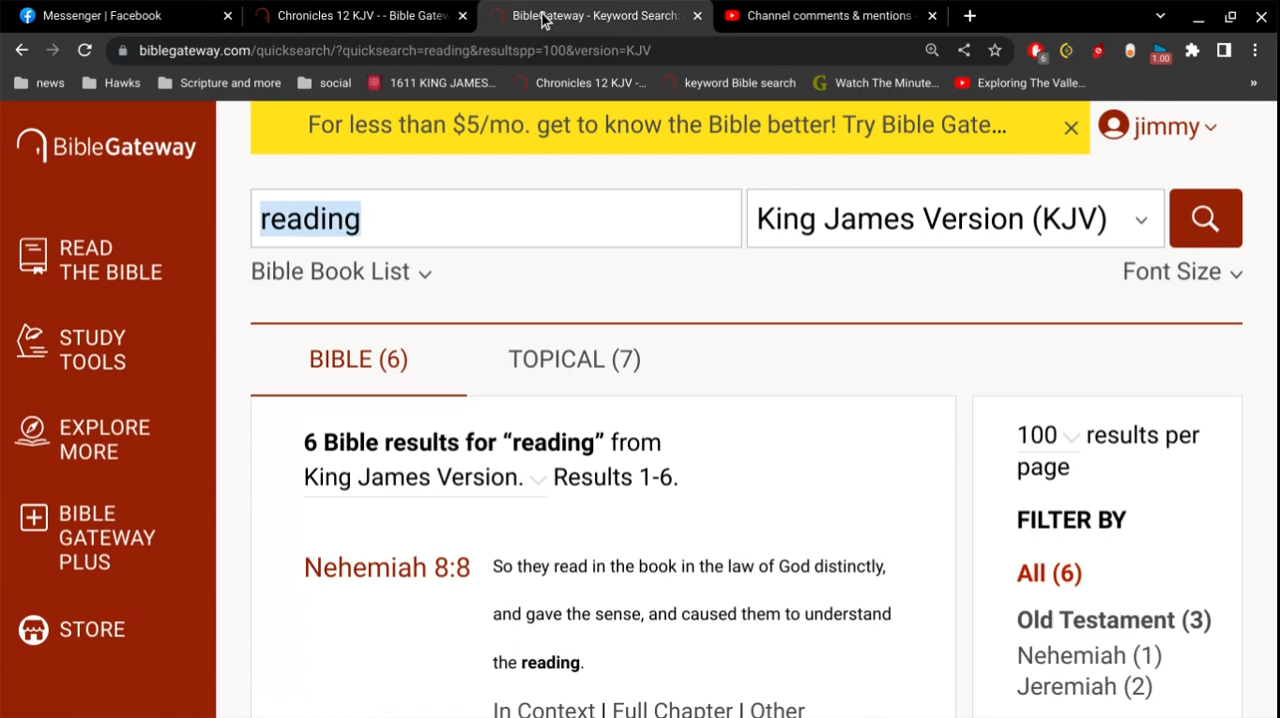 Messenger | Facebook
Chronicles 12 KJV - - Bible Gatew
BibleGateway - Keyword Search:
Channel comments & mentions -
biblegateway.com/quicksearch/?quicksearch=reading&resultspp=100&version=KJV
6
1.00
news
Hawks
Scripture and more
social
1611 KING JAMES...
Chronicles 12 KJV -...
keyword Bible search
Watch The Minute...
Exploring The Valle...
»
BibleGateway
For less than $5/mo. get to know the Bible better! Try Bible Gate...
jimmy
reading
King James Version (KJV)
Bible Book List
Font Size
READ
THE BIBLE
STUDY
TOOLS
EXPLORE
MORE
BIBLE
GATEWAY
PLUS
STORE
BIBLE (6)
TOPICAL (7)
6 Bible results for “reading” from
King James Version. Results 1-6.
Nehemiah 8:8
So they read in the book in the law of God distinctly,
and gave the sense, and caused them to understand
the reading.
In Context | Full Chapter | Other
100 results per
page
FILTER BY
All (6)
Old Testament (3)
Nehemiah (1)
Jeremiah (2)